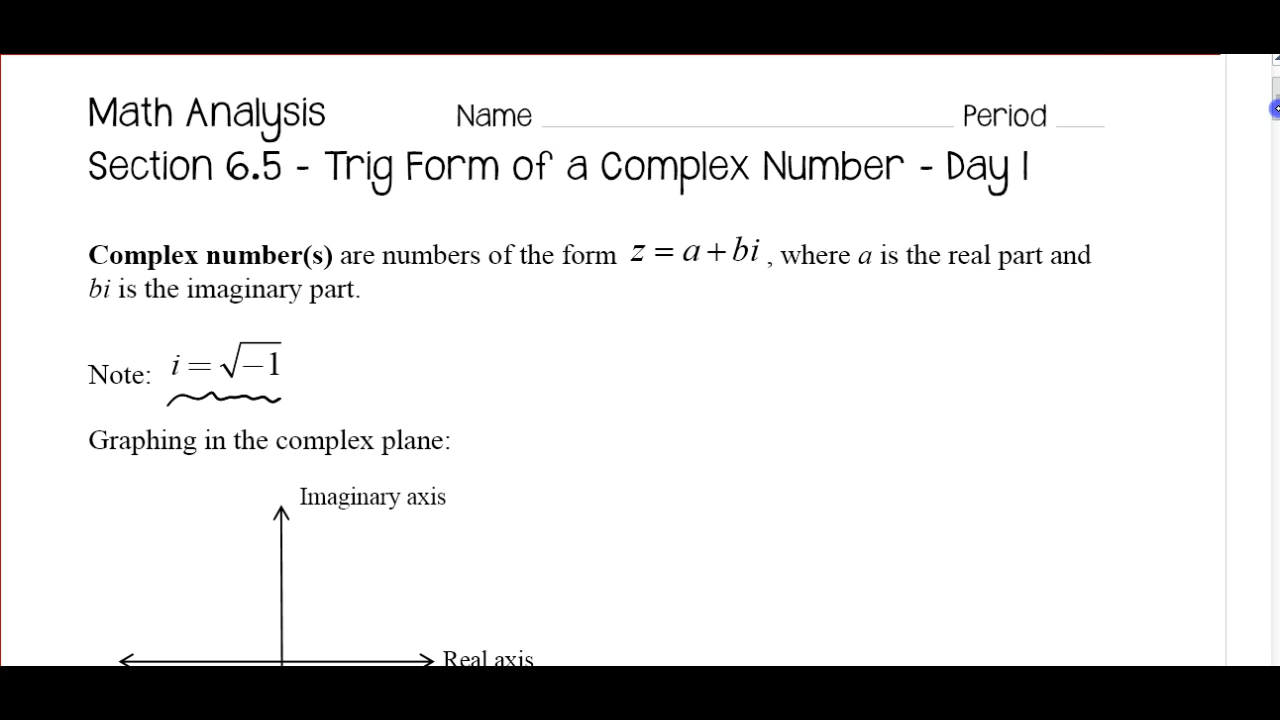 Math Analysis Name ____ Period ____
Section 6.5 - Trig Form of a Complex Number - Day 1
Complex number(s) are numbers of the form z = a + bi, where a is the real part and
bi is the imaginary part.
Note: i = √−1
Graphing in the complex plane:
Imaginary axis
Real axis